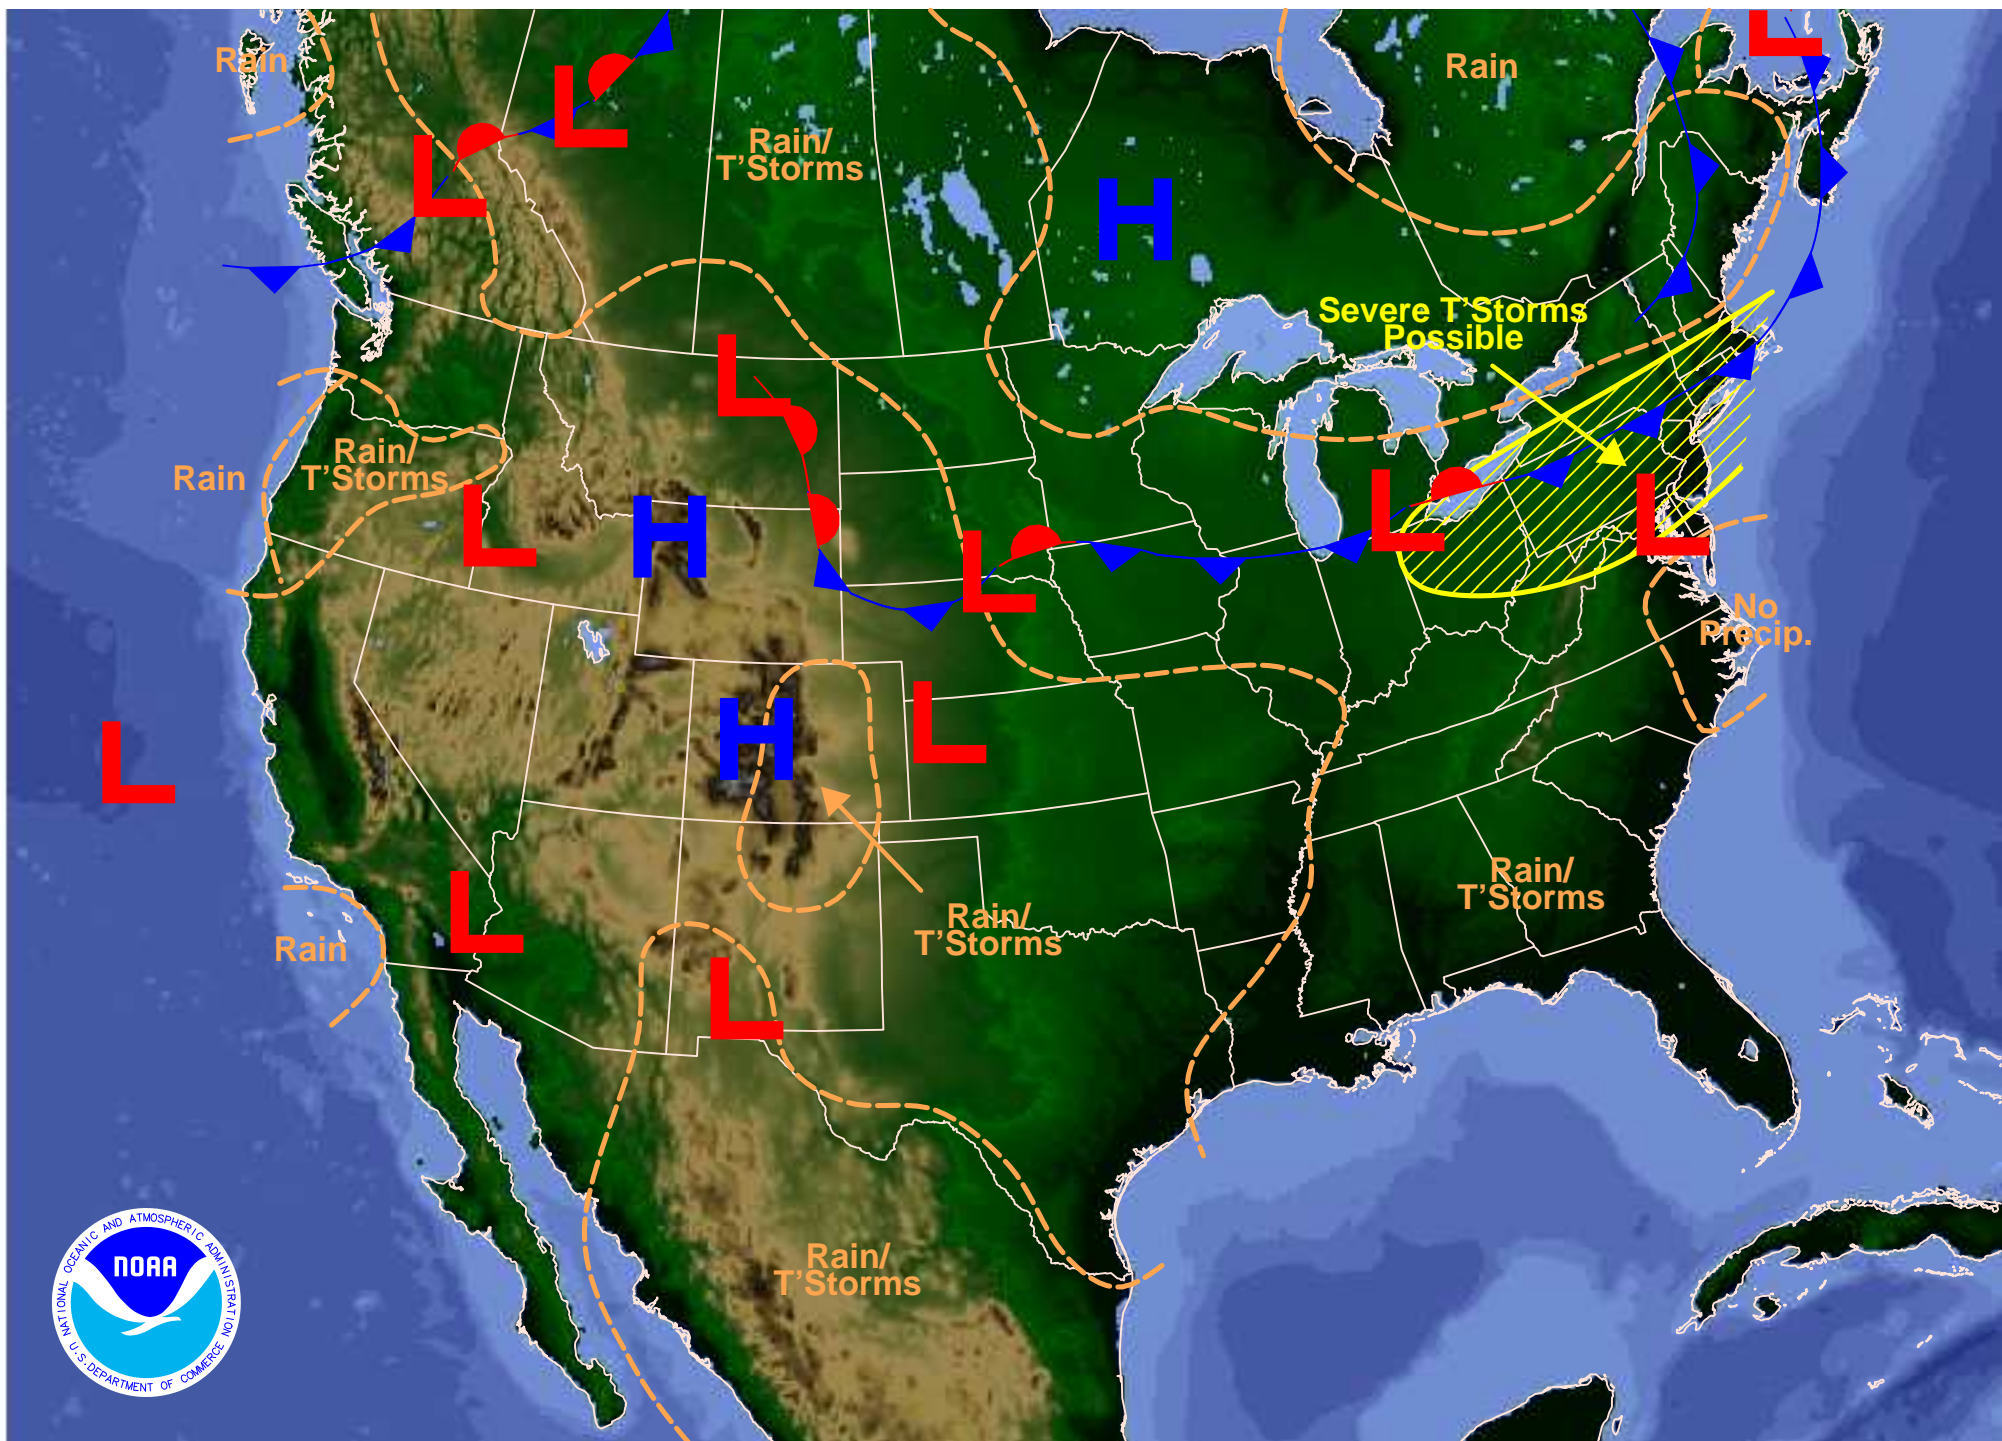 Rain
Rain
Rain/
T'Storms
H
L
L
L
Severe T'Storms
Possible
L
Rain
Rain/
T'Storms
L
H
L
L
L
No
Precip.
L
H
L
Rain/
T'Storms
L
Rain/
T'Storms
Rain
L
Rain/
T'Storms
NOAA
NATIONAL OCEANIC AND ATMOSPHERIC ADMINISTRATION
U.S. DEPARTMENT OF COMMERCE